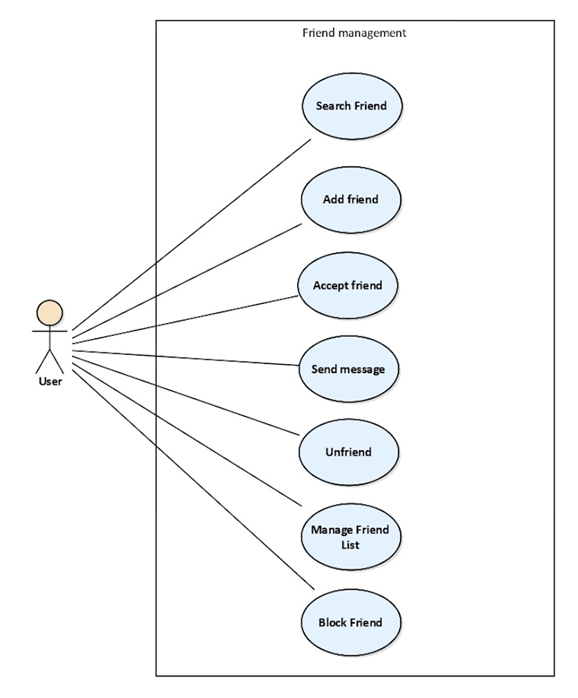 Friend management
Search Friend
Add friend
Accept friend
Send message
User
Unfriend
Manage Friend
List
Block Friend